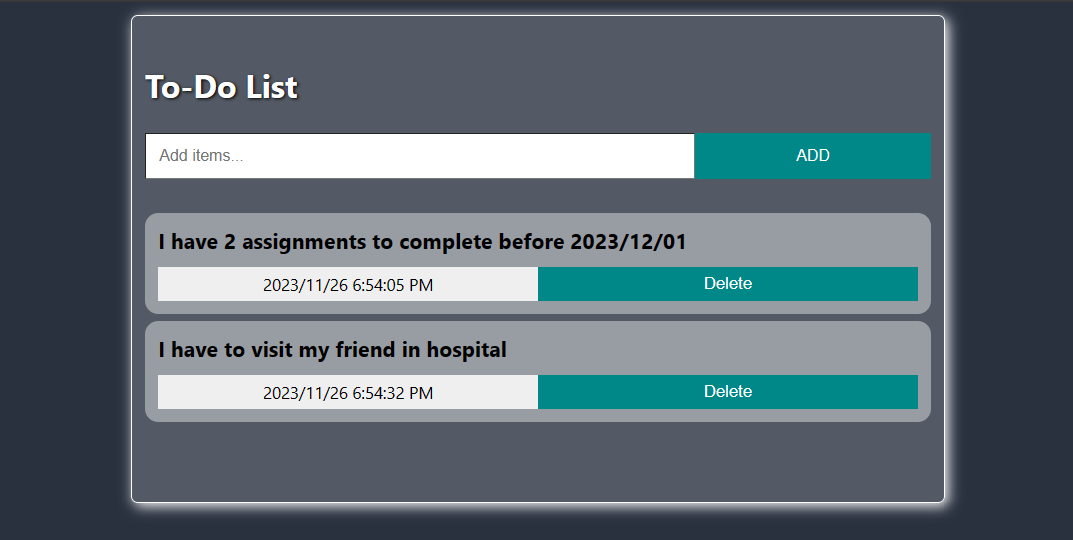 To-Do List
Add items...
ADD
I have 2 assignments to complete before 2023/12/01
2023/11/26 6:54:05 PM
Delete
I have to visit my friend in hospital
2023/11/26 6:54:32 PM
Delete